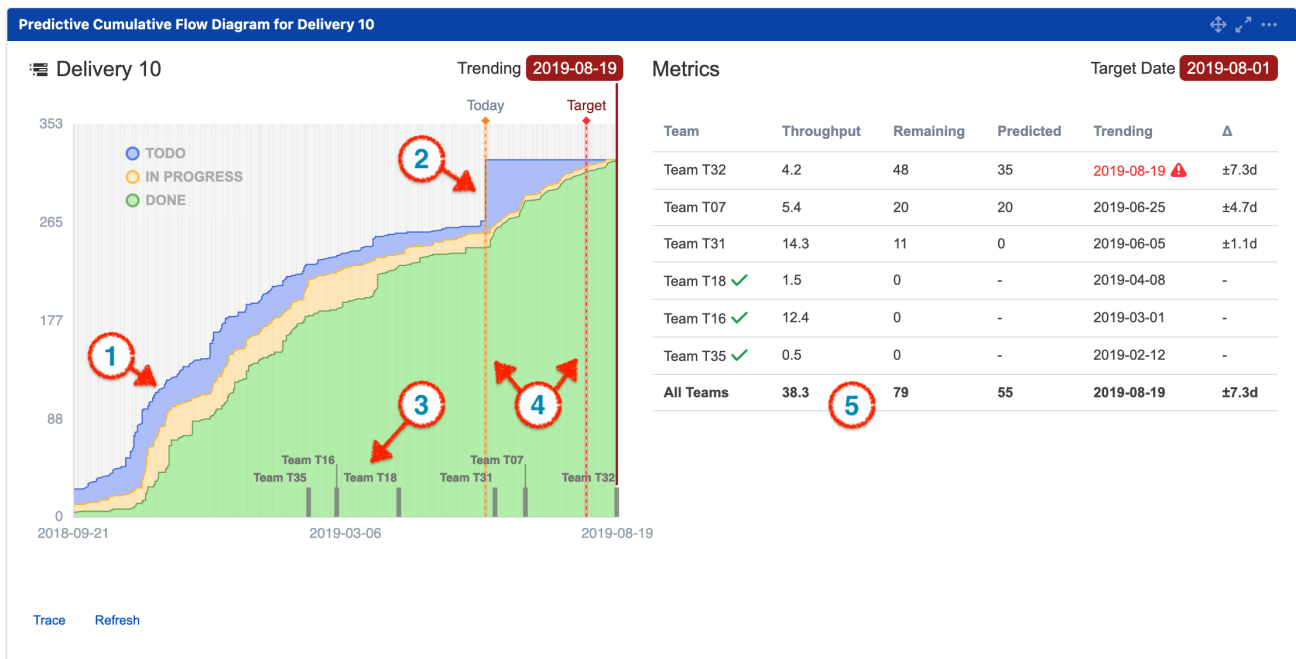 Predictive Cumulative Flow Diagram for Delivery 10
Delivery 10
Trending 2019-08-19
Today
Target
353
265
177
88
0
TODO
IN PROGRESS
DONE
1
2
3
4
Team T16
Team T35
Team T18
Team T07
Team T31
Team T32
2018-09-21
2019-03-06
2019-08-19
Metrics
Target Date 2019-08-01
Team Throughput Remaining Predicted Trending Δ
Team T32 4.2 48 35 2019-08-19 ±7.3d
Team T07 5.4 20 20 2019-06-25 ±4.7d
Team T31 14.3 11 0 2019-06-05 ±1.1d
Team T18 1.5 0 - 2019-04-08 -
Team T16 12.4 0 - 2019-03-01 -
Team T35 0.5 0 - 2019-02-12 -
All Teams 38.3 79 55 2019-08-19 ±7.3d
5
Trace Refresh